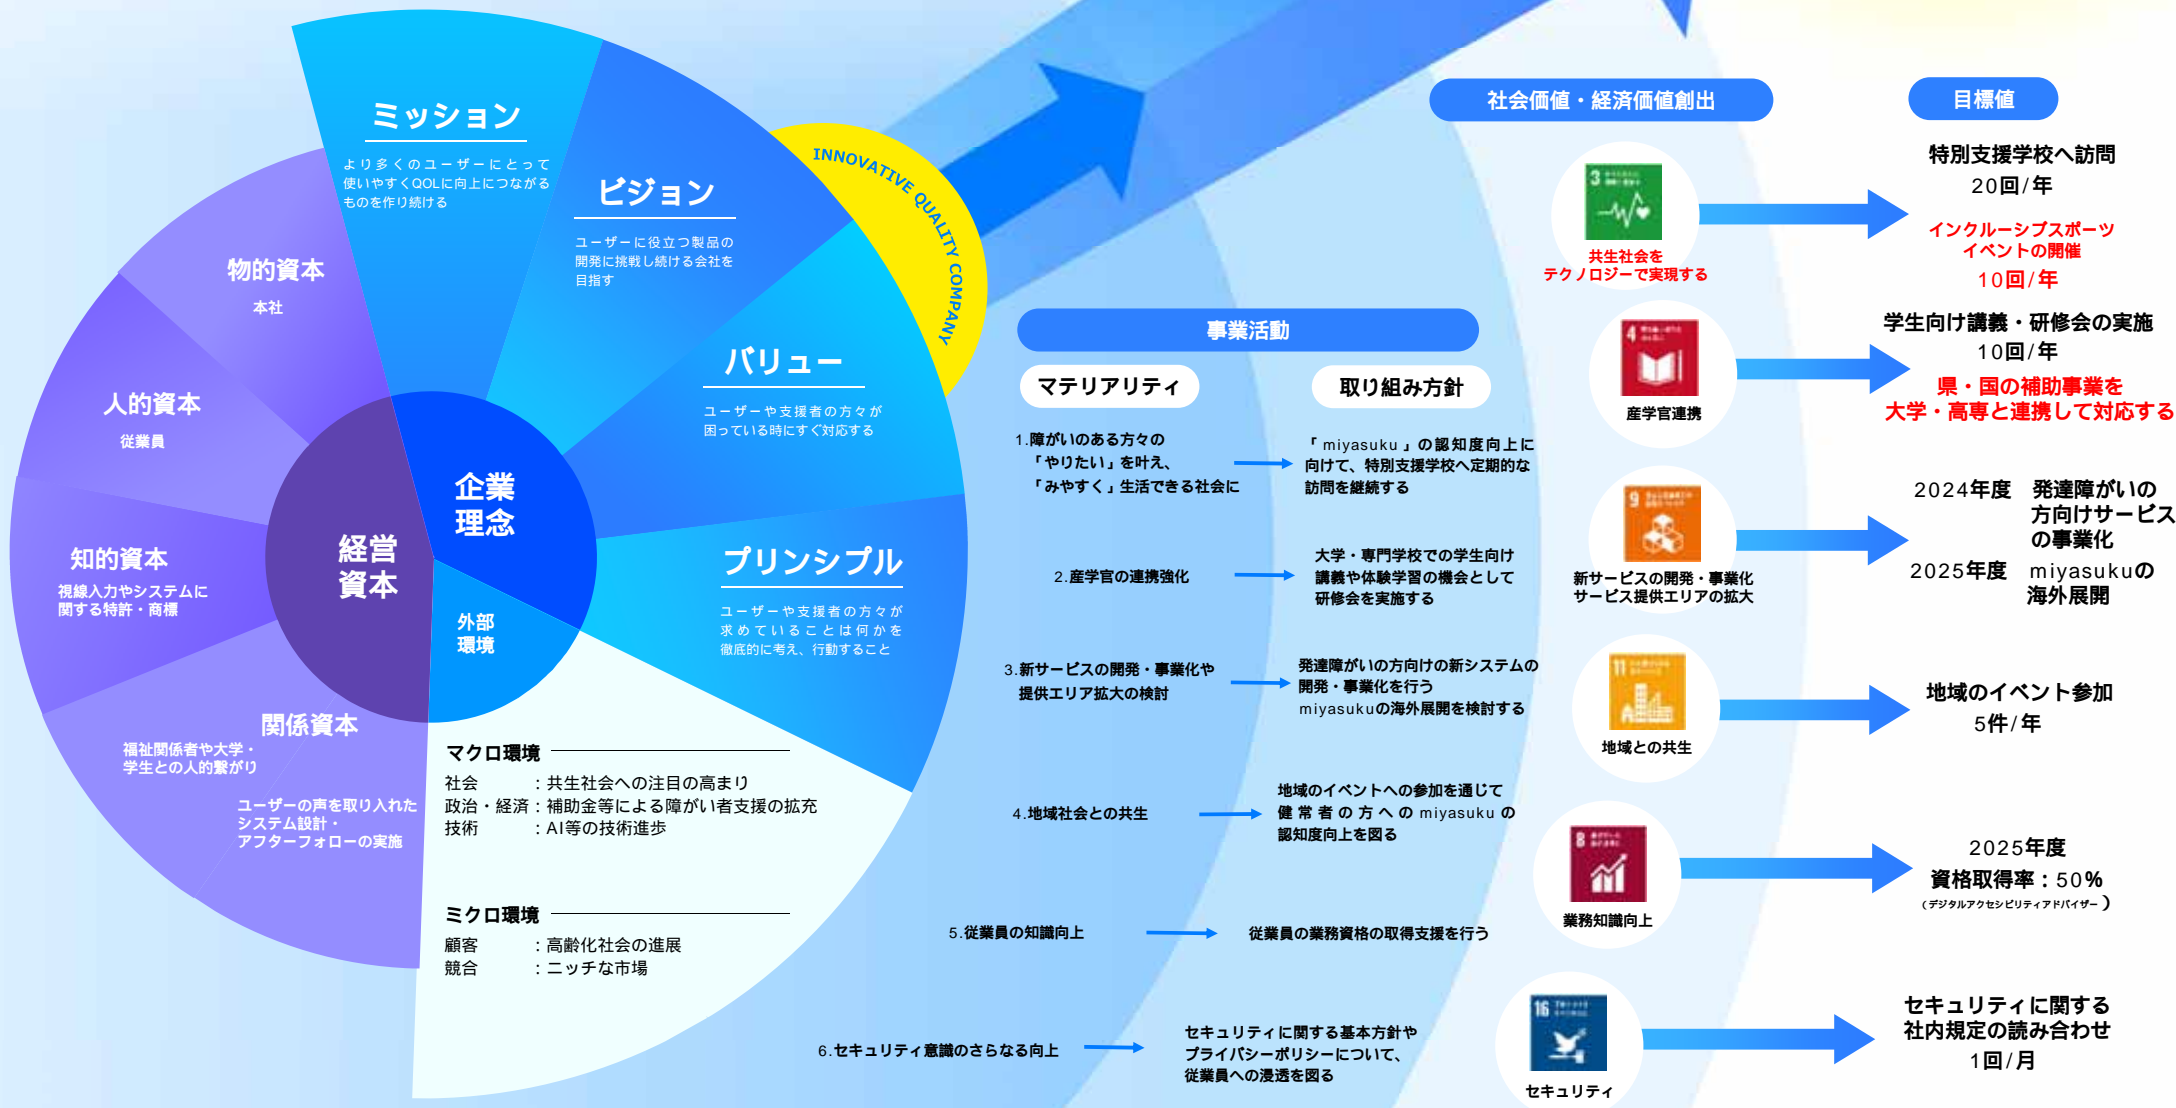 ミッション
より多くのユーザーにとって
使いやすくQOLに向上につながる
ものを作り続ける
ビジョン
ユーザーに役立つ製品の
開発に挑戦し続ける会社を
目指す
バリュー
ユーザーや支援者の方々が
困っている時にすぐ対応する
プリンシプル
ユーザーや支援者の方々が
求めていることは何かを
徹底的に考え、行動すること
INNOVATIVE QUALITY COMPANY
物的資本
本社
人的資本
従業員
知的資本
視線入力やシステムに
関する特許・商標
関係資本
福祉関係者や大学・
学生との人的繋がり
ユーザーの声を取り入れた
システム設計・
アフターフォローの実施
経営
資本
企業
理念
外部
環境
マクロ環境
社会　　　：共生社会への注目の高まり
政治・経済：補助金等による障がい者支援の拡充
技術　　　：AI等の技術進歩
ミクロ環境
顧客　　　：高齢化社会の進展
競合　　　：ニッチな市場
事業活動
マテリアリティ
取り組み方針
1.障がいのある方々の
「やりたい」を叶え、
「みやすく」生活できる社会に
「miyasuku」の認知度向上に
向けて、特別支援学校へ定期的な
訪問を継続する
2.産学官の連携強化
大学・専門学校での学生向け
講義や体験学習の機会として
研修会を実施する
3.新サービスの開発・事業化や
提供エリア拡大の検討
発達障がいの方向けの新システムの
開発・事業化を行う
miyasukuの海外展開を検討する
4.地域社会との共生
地域のイベントへの参加を通じて
健常者の方へのmiyasukuの
認知度向上を図る
5.従業員の知識向上
従業員の業務資格の取得支援を行う
6.セキュリティ意識のさらなる向上
セキュリティに関する基本方針や
プライバシーポリシーについて、
従業員への浸透を図る
社会価値・経済価値創出
目標値
3
共生社会を
テクノロジーで実現する
特別支援学校へ訪問
20回/年
インクルーシブスポーツ
イベントの開催
10回/年
4
産学官連携
学生向け講義・研修会の実施
10回/年
県・国の補助事業を
大学・高専と連携して対応する
9
新サービスの開発・事業化
サービス提供エリアの拡大
2024年度　発達障がいの
方向けサービス
の事業化
2025年度　miyasukuの
海外展開
11
地域との共生
地域のイベント参加
5件/年
8
業務知識向上
2025年度
資格取得率：50%
（デジタルアクセシビリティアドバイザー）
16
セキュリティ
セキュリティに関する
社内規定の読み合わせ
1回/月